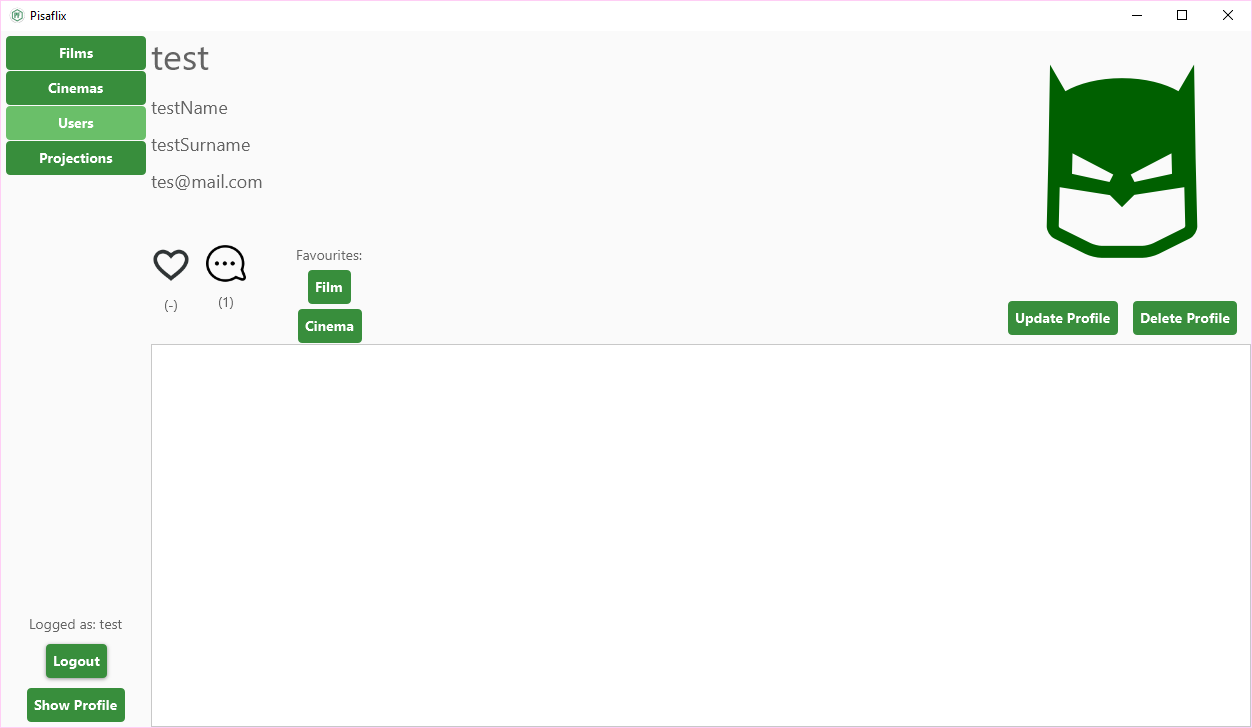 Pisaflix
Films
Cinemas
Users
Projections
test
testName
testSurname
tes@mail.com
(-)
(1)
Favourites:
Film
Cinema
Update Profile
Delete Profile
Logged as: test
Logout
Show Profile